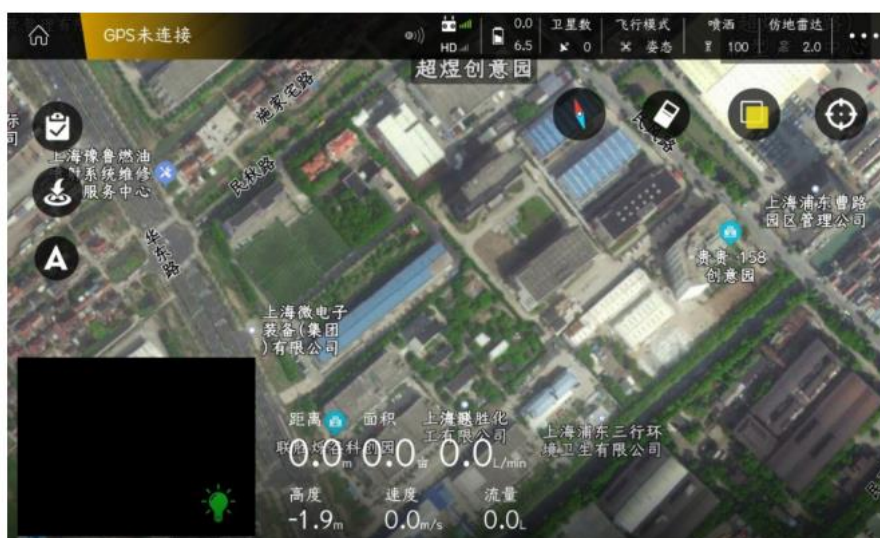 GPS未连接
HD
0.0
6.5
卫星数
0
飞行模式
姿态
喷洒
100
仿地雷达
2.0
超煜创意园
施家宅路
民秋路
华东路
上海豫鲁燃油
射系统维修
服务中心
上海浦东曹路
园区管理公司
贵贵 158
创意园
上海微电子
装备(集团
)有限公司
工有限公司
上海浦东三行环
境卫生有限公司
距离
面积
0.0m
0.0亩
0.0L/min
高度
速度
流量
-1.9m
0.0m/s
0.0L
A